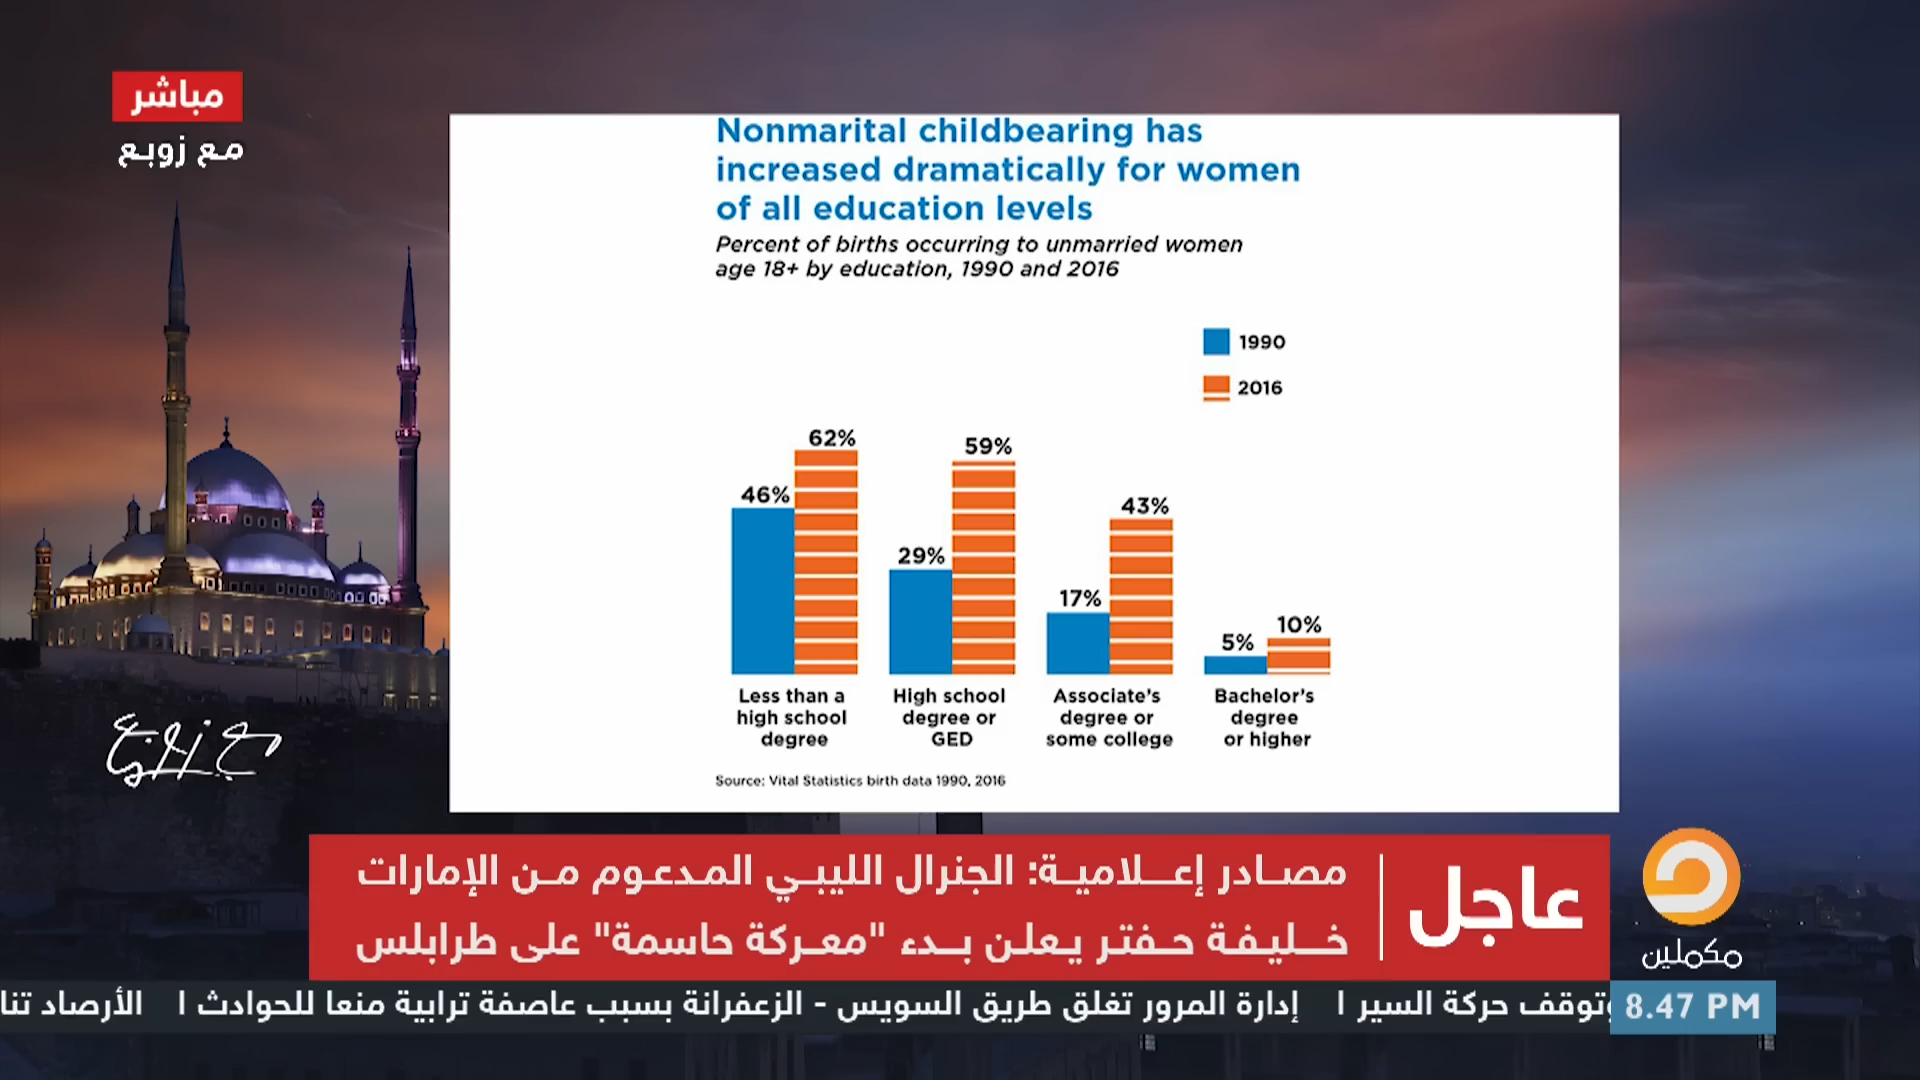 مباشر
مع زوبع
Nonmarital childbearing has
increased dramatically for women
of all education levels
Percent of births occurring to unmarried women
age 18+ by education, 1990 and 2016
1990
2016
46%
62%
29%
59%
17%
43%
5%
10%
Less than a
high school
degree
High school
degree or
GED
Associate's
degree or
some college
Bachelor's
degree
or higher
Source: Vital Statistics birth data 1990, 2016
مع زوبع
عاجل
مصادر إعلامية: الجنرال الليبي المدعوم من الإمارات
خليفة حفتر يعلن بدء "معركة حاسمة" على طرابلس
مكملين
وتوقف حركة السير ا إدارة المرور تغلق طريق السويس - الزعفرانة بسبب عاصفة ترابية منعا للحوادث ا الأرصاد تنا
8.47 PM